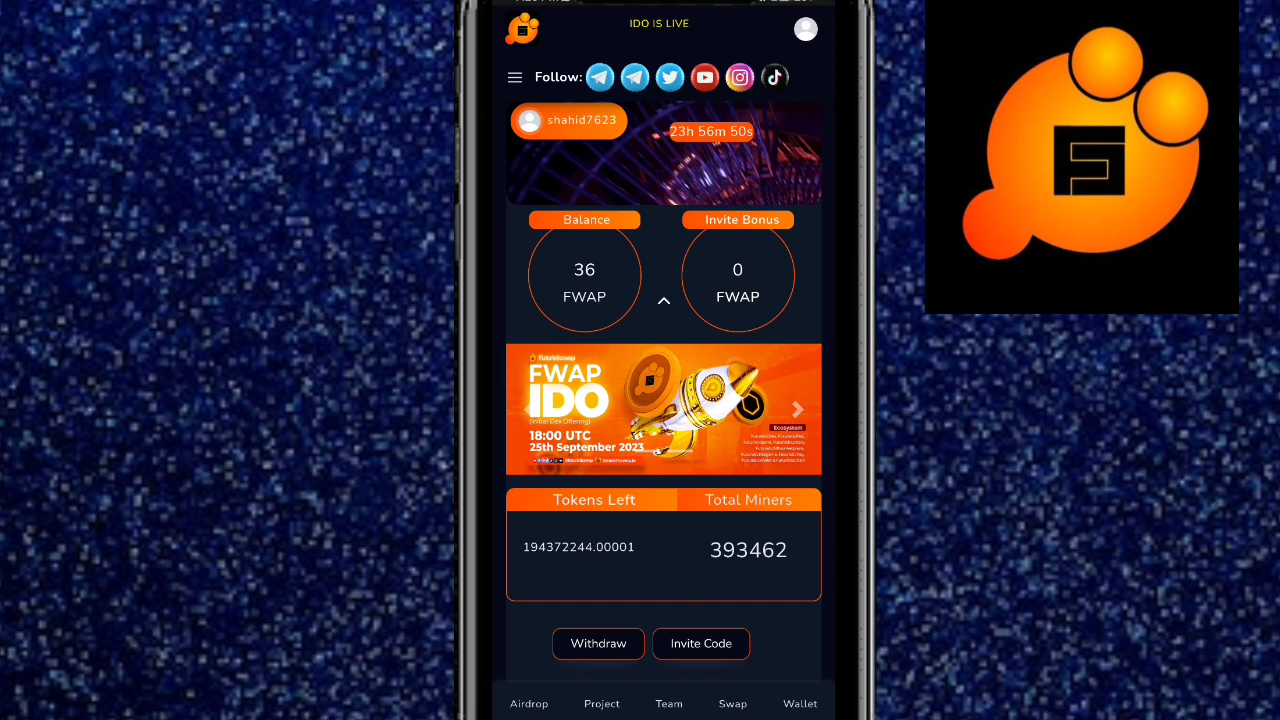 IDO IS LIVE
Follow:
shahid7623
23h 56m 50s
Balance
Invite Bonus
36
FWAP
0
FWAP
Futuristicswap
FWAP
IDO
(Initial Dex Offering)
18:00 UTC
25th September 2023
Ecosystem
Tokens Left
Total Miners
194372244.00001
393462
Withdraw
Invite Code
Airdrop
Project
Team
Swap
Wallet